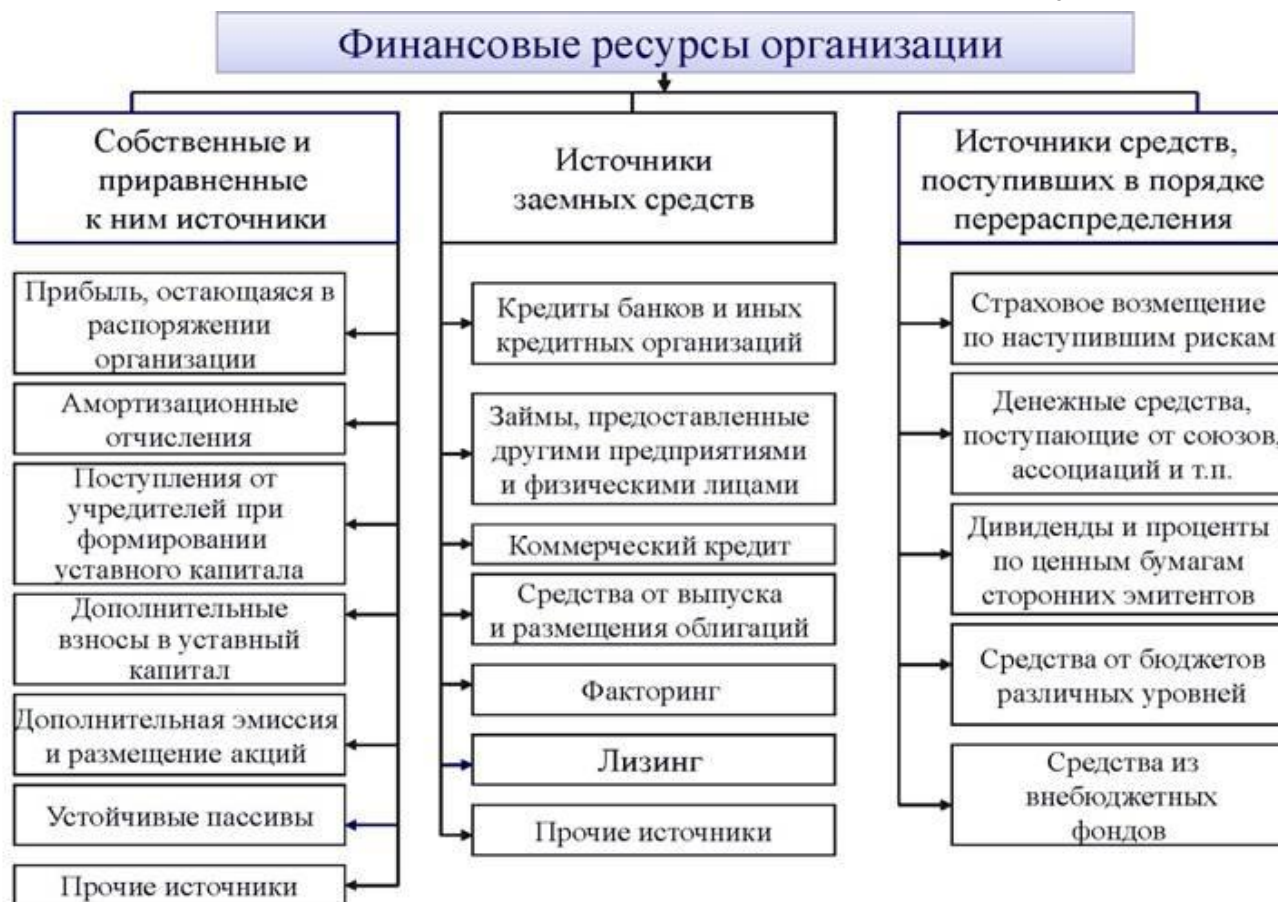 Финансовые ресурсы организации
Собственные и
приравненные
к ним источники
Прибыль, остающаяся в
распоряжении
организации
Амортизационные
отчисления
Поступления от
учредителей при
формировании
уставного капитала
Дополнительные
взносы в уставный
капитал
Дополнительная эмиссия
и размещение акций
Устойчивые пассивы
Прочие источники
Источники
заемных средств
Кредиты банков и иных
кредитных организаций
Займы, предоставленные
другими предприятиями
и физическими лицами
Коммерческий кредит
Средства от выпуска
и размещения облигаций
Факторинг
Лизинг
Прочие источники
Источники средств,
поступивших в порядке
перераспределения
Страховое возмещение
по наступившим рискам
Денежные средства,
поступающие от союзов,
ассоциаций и т.п.
Дивиденды и проценты
по ценным бумагам
сторонних эмитентов
Средства от бюджетов
различных уровней
Средства из
внебюджетных
фондов